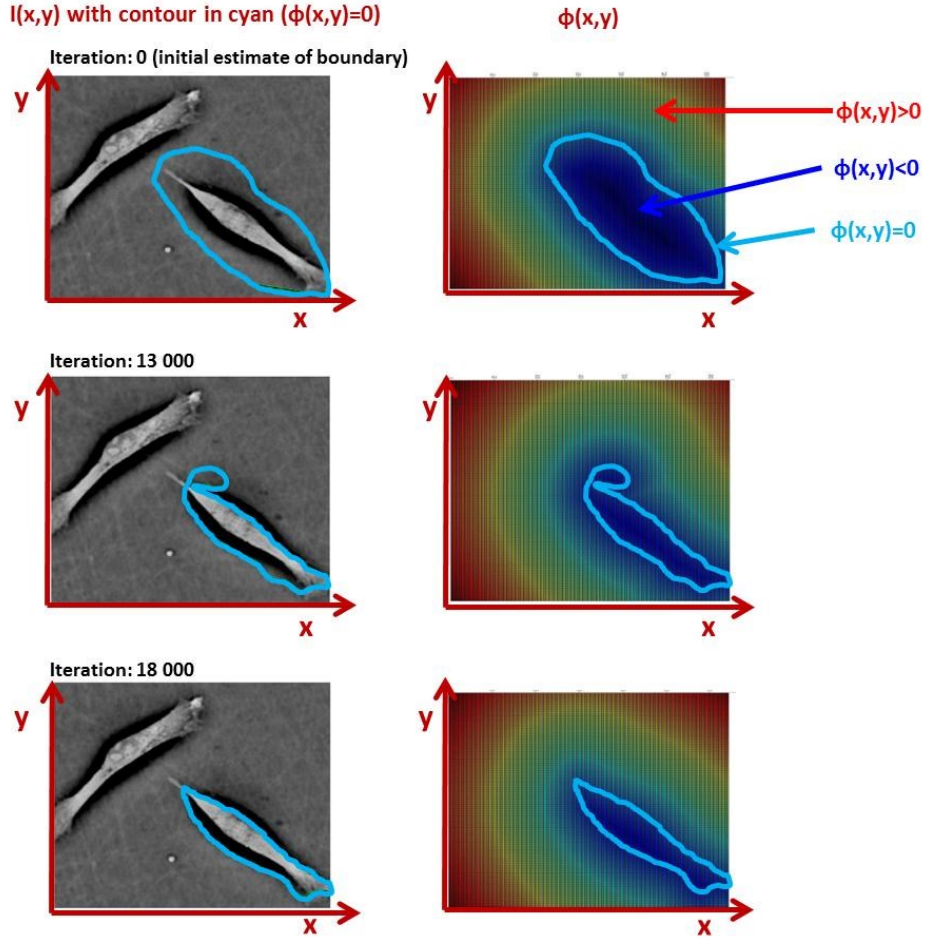 I(x,y) with contour in cyan (ϕ(x,y)=0)
ϕ(x,y)
Iteration: 0 (initial estimate of boundary)
y
x
y
x
ϕ(x,y)>0
ϕ(x,y)<0
ϕ(x,y)=0
Iteration: 13 000
y
x
y
x
Iteration: 18 000
y
x
y
x